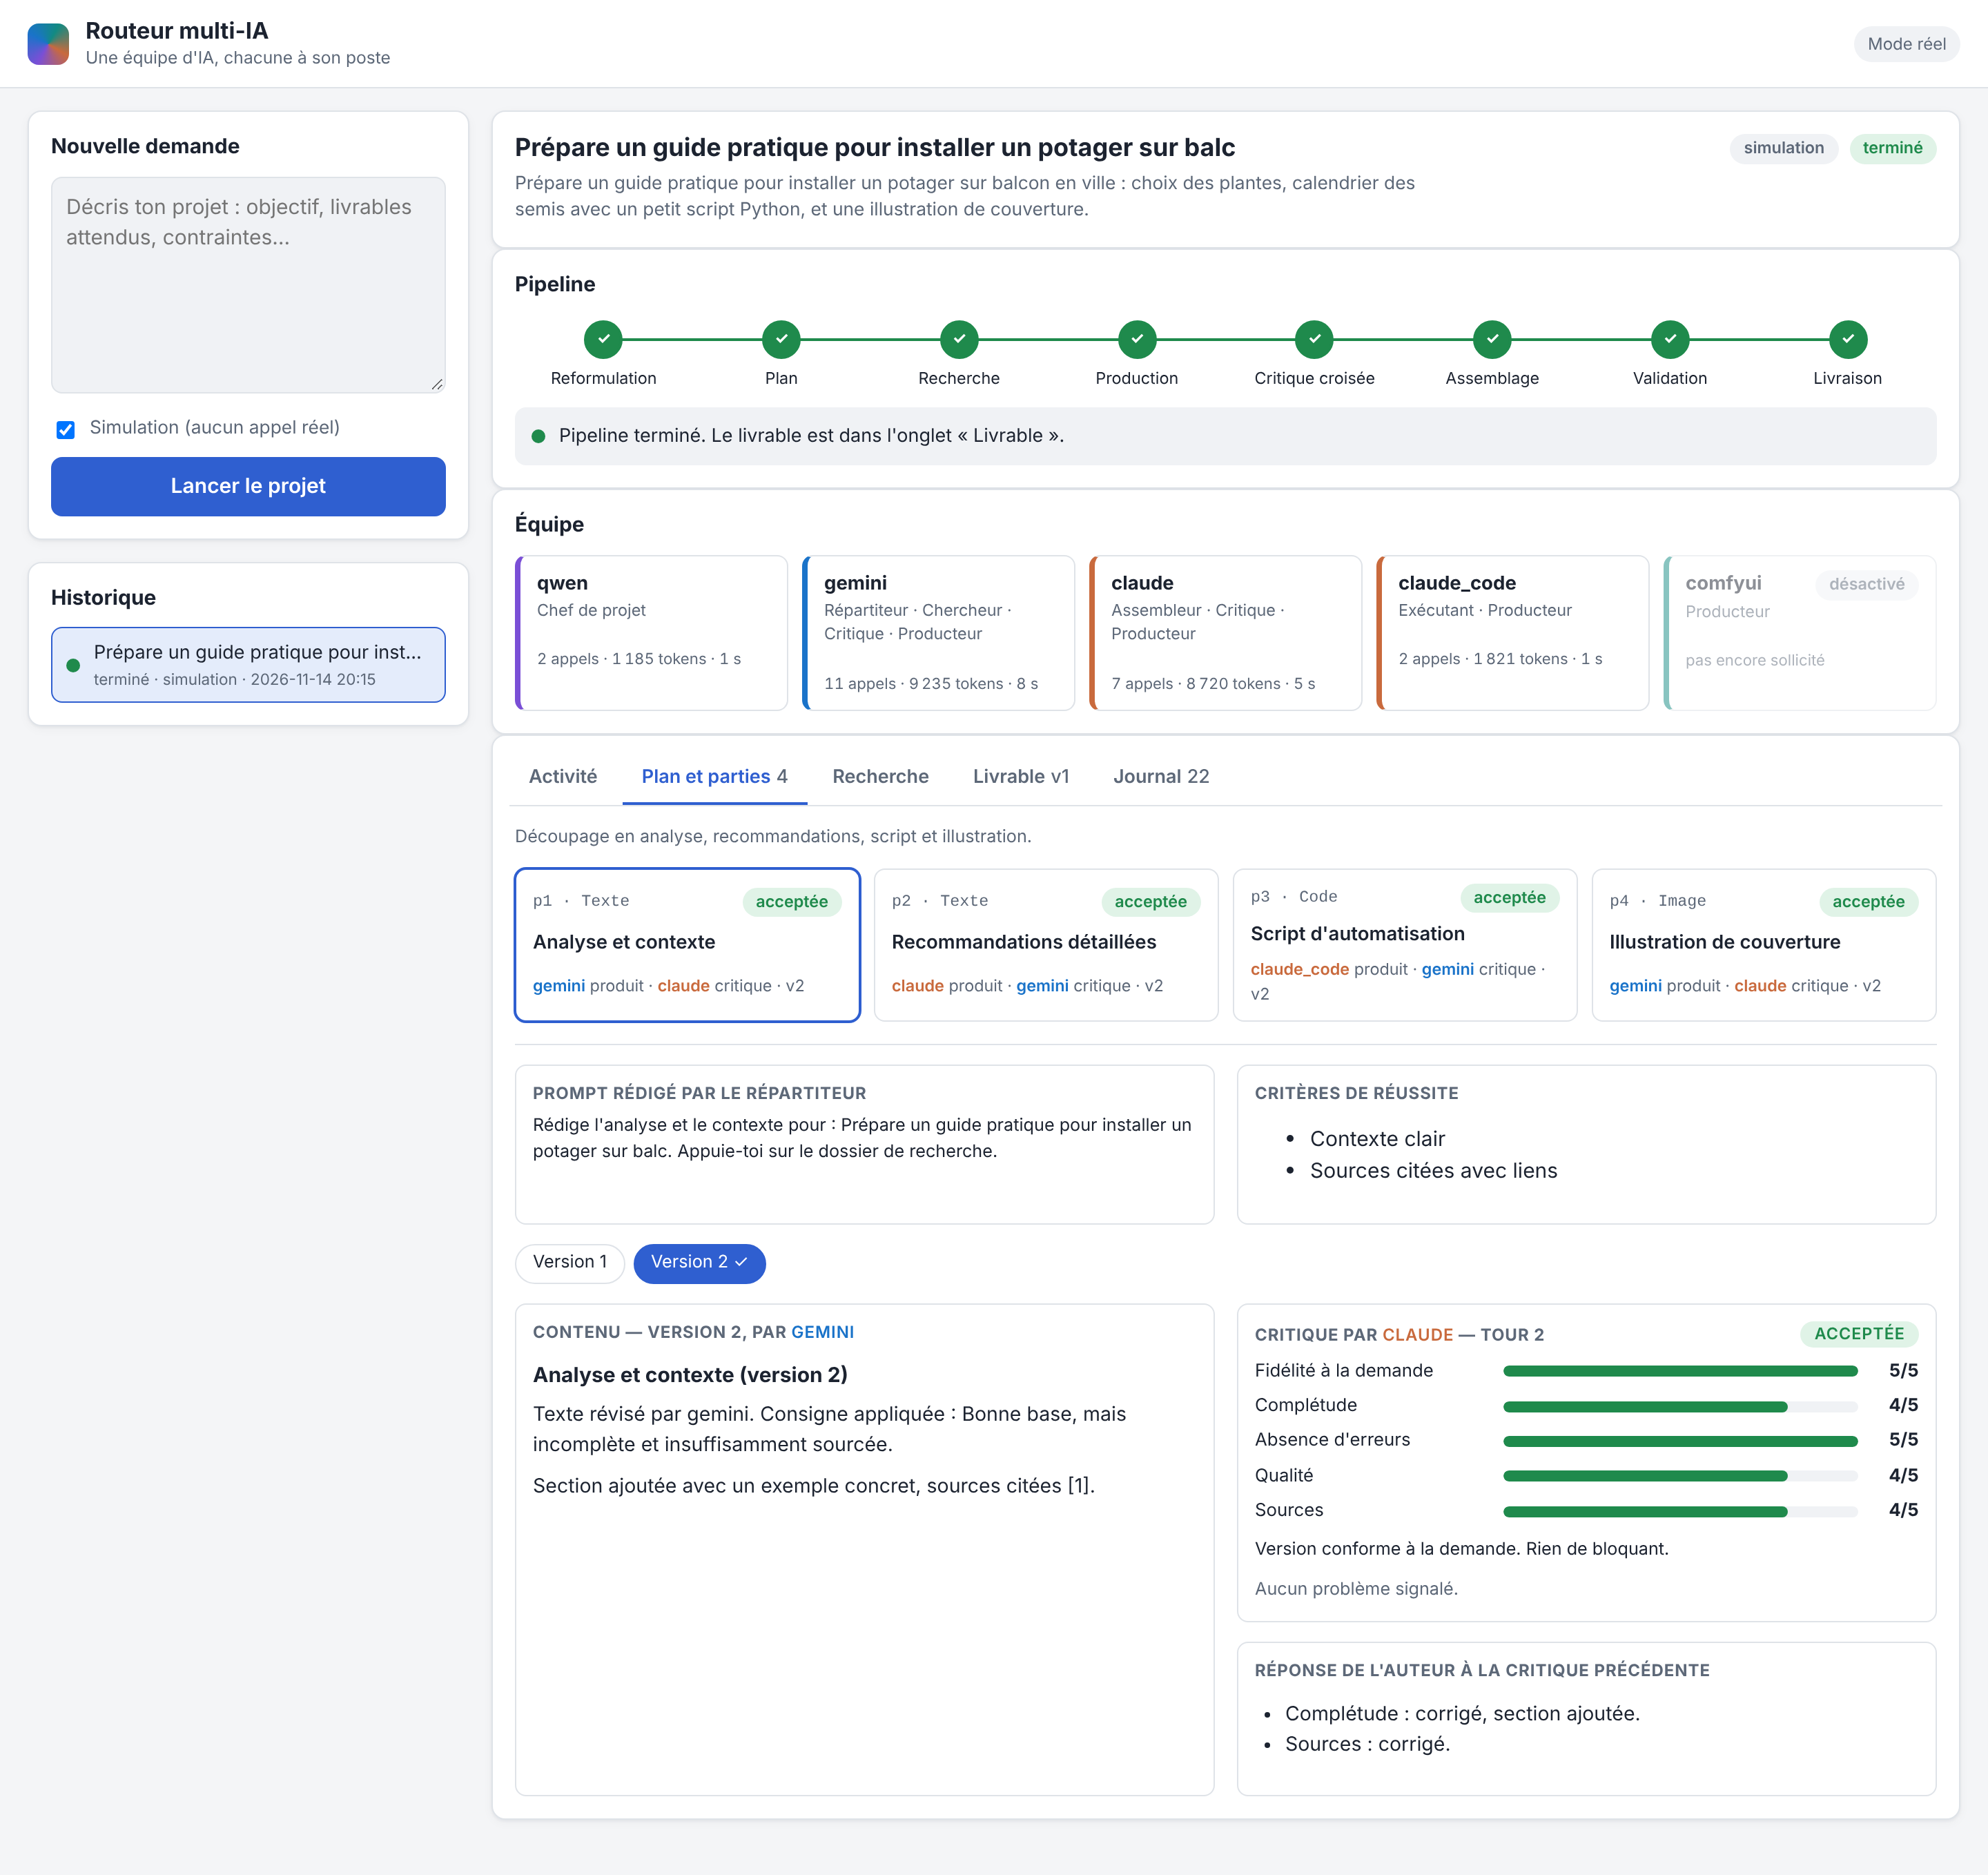 Routeur multi-IA
Une équipe d'IA, chacune à son poste
Mode réel
Nouvelle demande
Décris ton projet : objectif, livrables
attendus, contraintes...
Simulation (aucun appel réel)
Lancer le projet
Historique
Prépare un guide pratique pour inst...
terminé · simulation · 2026-11-14 20:15
Prépare un guide pratique pour installer un potager sur balc
simulation
terminé
Prépare un guide pratique pour installer un potager sur balcon en ville : choix des plantes, calendrier des
semis avec un petit script Python, et une illustration de couverture.
Pipeline
Reformulation
Plan
Recherche
Production
Critique croisée
Assemblage
Validation
Livraison
Pipeline terminé. Le livrable est dans l'onglet « Livrable ».
Équipe
qwen
Chef de projet
2 appels · 1 185 tokens · 1 s
gemini
Répartiteur · Chercheur ·
Critique · Producteur
11 appels · 9 235 tokens · 8 s
claude
Assembleur · Critique ·
Producteur
7 appels · 8 720 tokens · 5 s
claude_code
Exécutant · Producteur
2 appels · 1 821 tokens · 1 s
comfyui
désactivé
Producteur
pas encore sollicité
Activité
Plan et parties 4
Recherche
Livrable v1
Journal 22
Découpage en analyse, recommandations, script et illustration.
p1 · Texte
acceptée
Analyse et contexte
gemini produit · claude critique · v2
p2 · Texte
acceptée
Recommandations détaillées
claude produit · gemini critique · v2
p3 · Code
acceptée
Script d'automatisation
claude_code produit · gemini critique ·
v2
p4 · Image
acceptée
Illustration de couverture
gemini produit · claude critique · v2
PROMPT RÉDIGÉ PAR LE RÉPARTITEUR
Rédige l'analyse et le contexte pour : Prépare un guide pratique pour installer un
potager sur balc. Appuie-toi sur le dossier de recherche.
CRITÈRES DE RÉUSSITE
• Contexte clair
• Sources citées avec liens
Version 1
Version 2 ✓
CONTENU — VERSION 2, PAR GEMINI
Analyse et contexte (version 2)
Texte révisé par gemini. Consigne appliquée : Bonne base, mais
incomplète et insuffisamment sourcée.
Section ajoutée avec un exemple concret, sources citées [1].
CRITIQUE PAR CLAUDE — TOUR 2
ACCEPTÉE
Fidélité à la demande 5/5
Complétude 4/5
Absence d'erreurs 5/5
Qualité 4/5
Sources 4/5
Version conforme à la demande. Rien de bloquant.
Aucun problème signalé.
RÉPONSE DE L'AUTEUR À LA CRITIQUE PRÉCÉDENTE
• Complétude : corrigé, section ajoutée.
• Sources : corrigé.